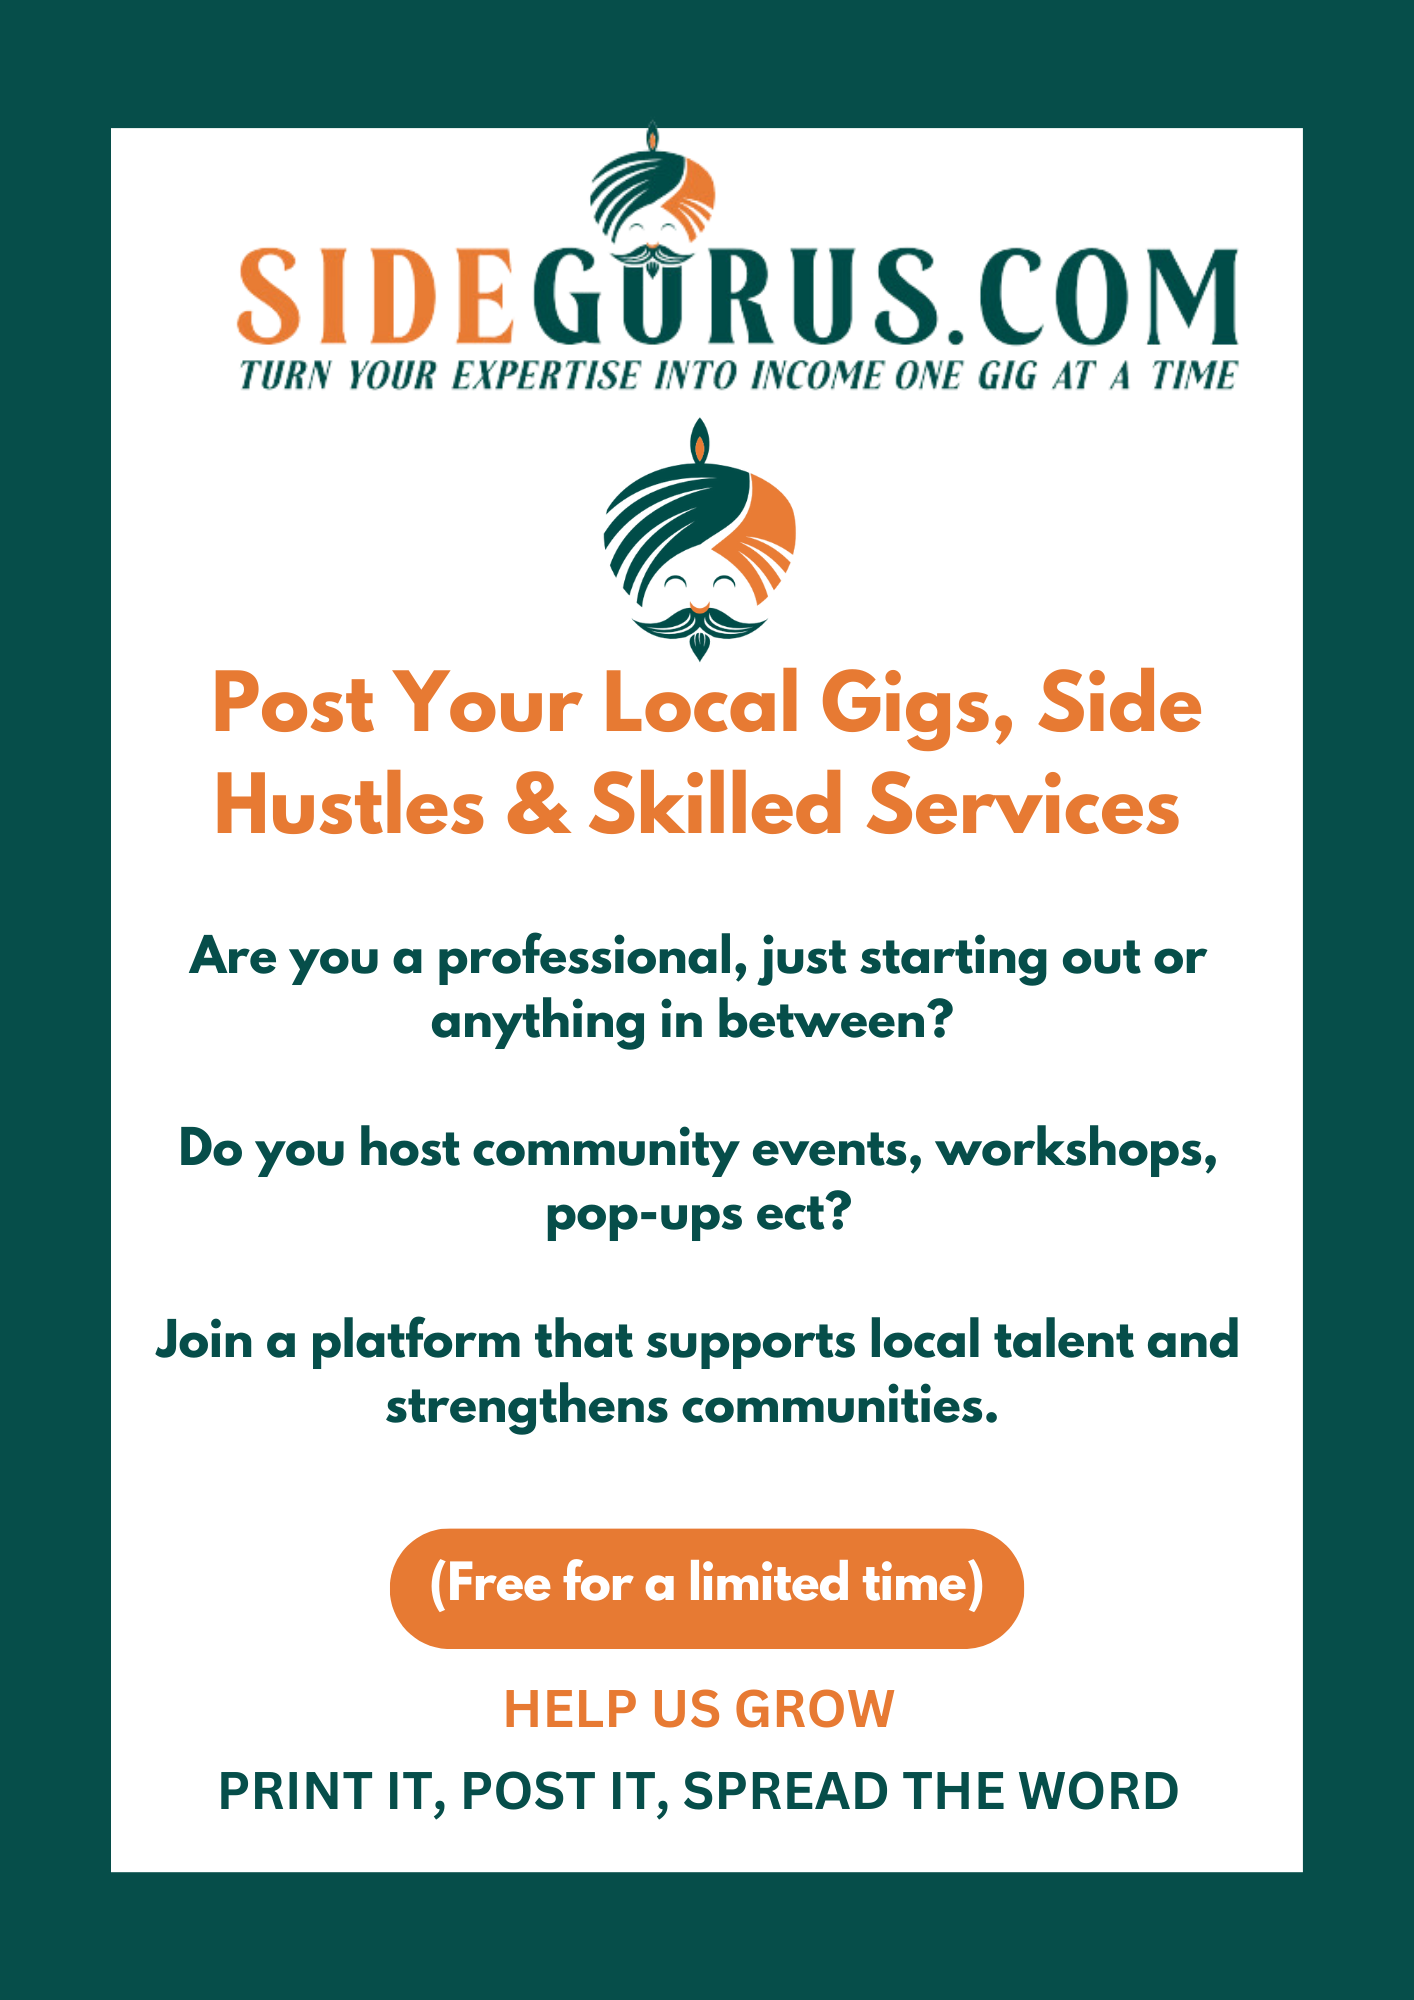 SIDEGURUS.COM
TURN YOUR EXPERTISE INTO INCOME ONE GIG AT A TIME
Post Your Local Gigs, Side
Hustles & Skilled Services
Are you a professional, just starting out or
anything in between?
Do you host community events, workshops,
pop-ups ect?
Join a platform that supports local talent and
strengthens communities.
(Free for a limited time)
HELP US GROW
PRINT IT, POST IT, SPREAD THE WORD